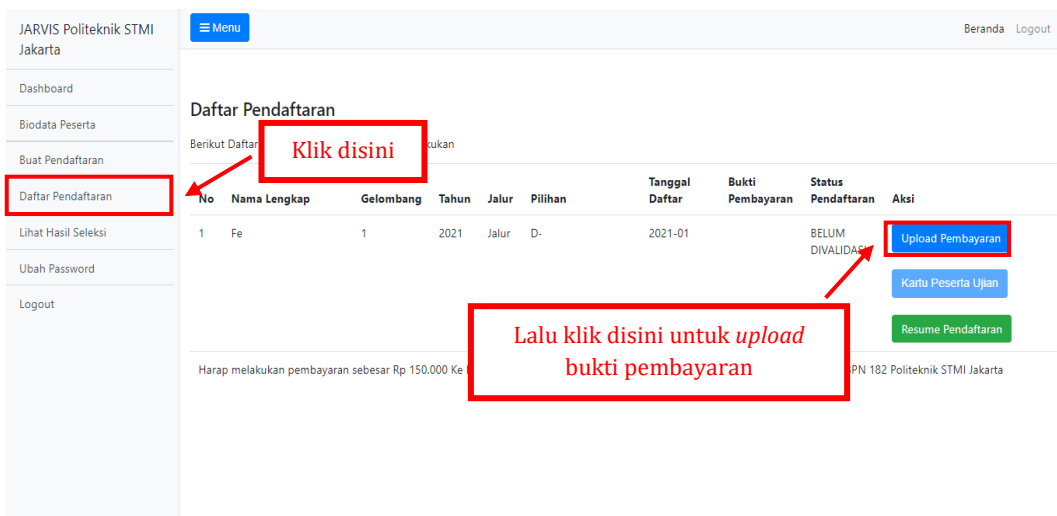 JARVIS Politeknik STMI
Jakarta
Menu
Beranda Logout
Dashboard
Biodata Peserta
Buat Pendaftaran
Daftar Pendaftaran
Lihat Hasil Seleksi
Ubah Password
Logout
Daftar Pendaftaran
Berikut Daftar
Klik disini
No Nama Lengkap Gelombang Tahun Jalur Pilihan Tanggal Daftar Bukti Pembayaran Status Pendaftaran Aksi
1 Fe 1 2021 Jalur D- 2021-01 BELUM DIVALIDASI Upload Pembayaran
Kartu Peserta Ujian
Resume Pendaftaran
Lalu klik disini untuk upload
bukti pembayaran
Harap melakukan pembayaran sebesar Rp 150.000 Ke 182 Politeknik STMI Jakarta